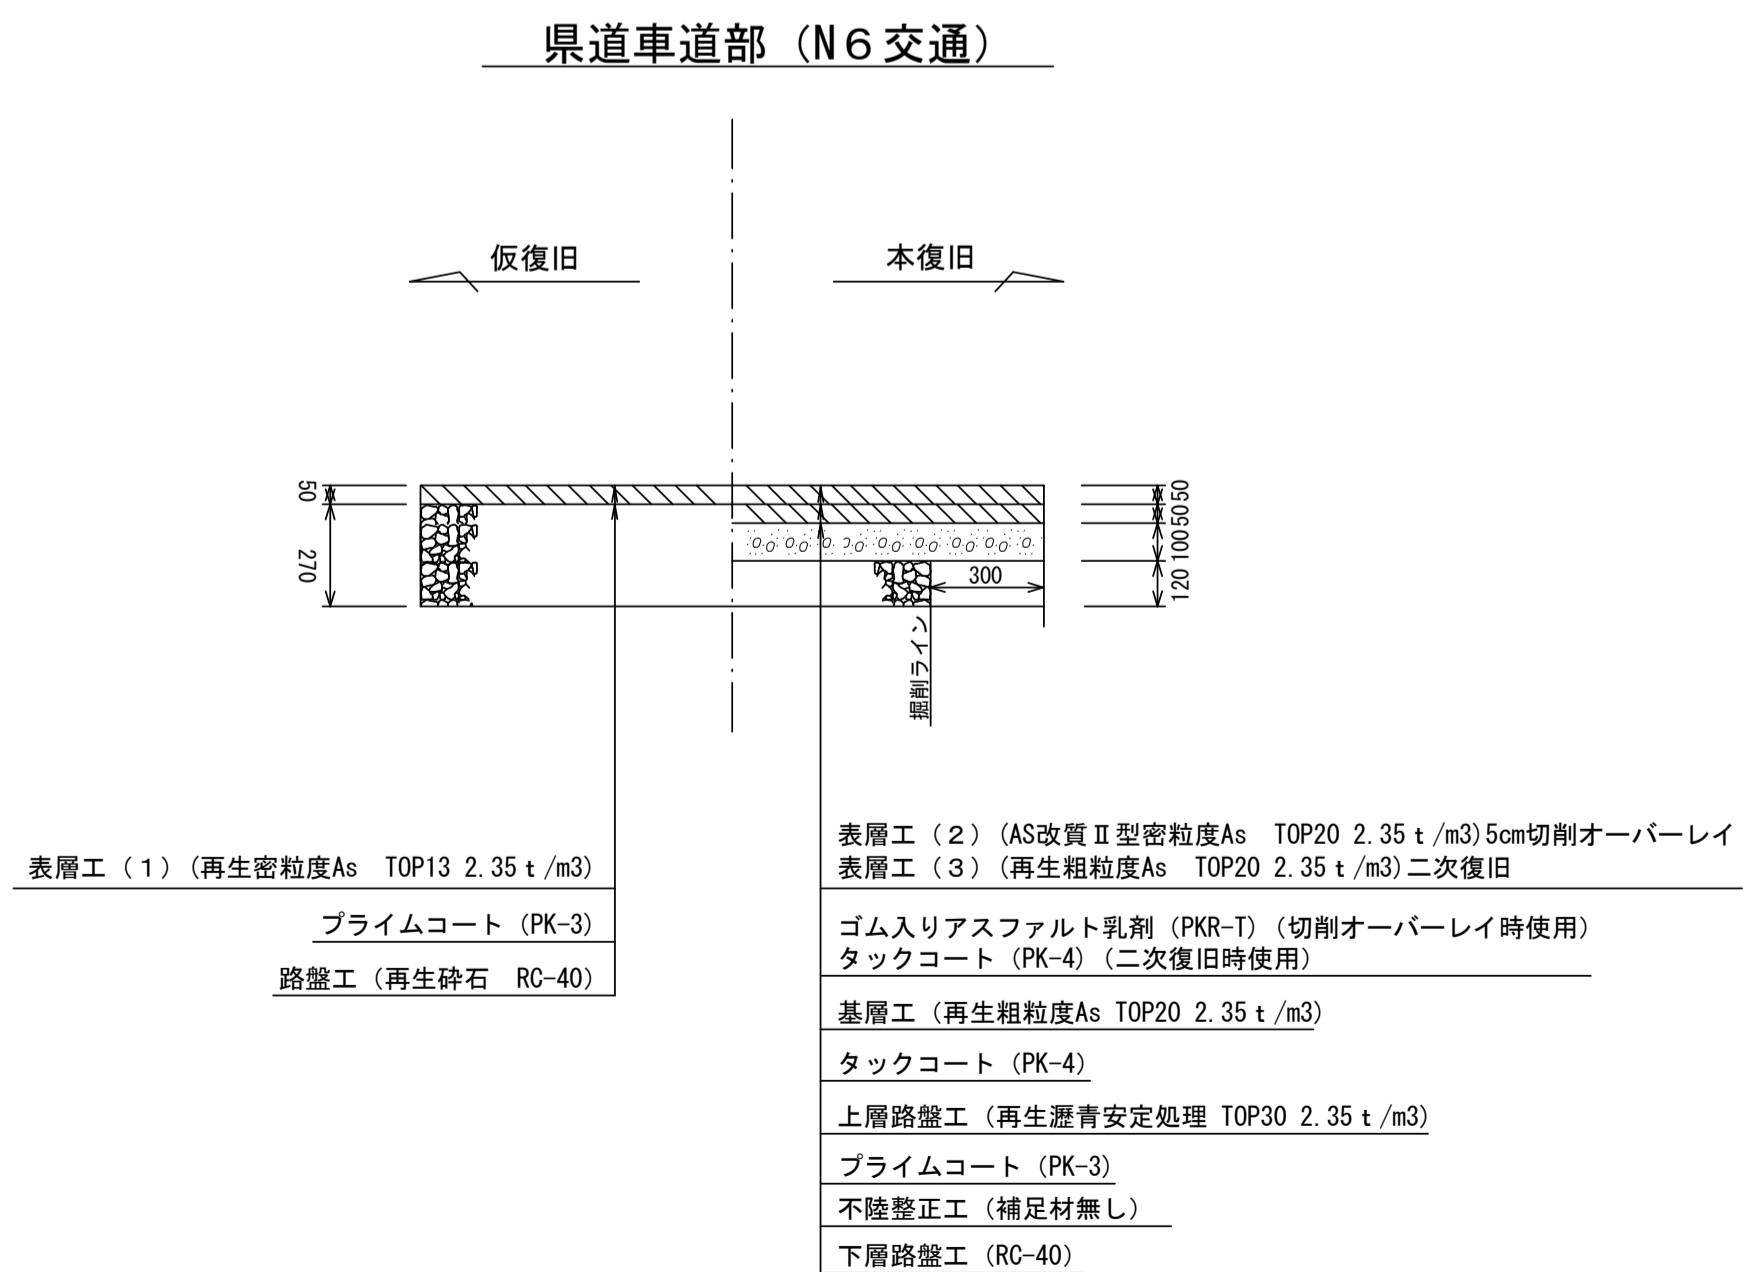 県道車道部（N６交通）
仮復旧
本復旧
50
270
50
50
100
120
300
掘削ライン
表層工（１）(再生密粒度As　TOP13 2.35ｔ/m3)
プライムコート（PK-3）
路盤工（再生砕石　RC-40）
表層工（２）(AS改質Ⅱ型密粒度As　TOP20 2.35ｔ/m3)5cm切削オーバーレイ
表層工（３）(再生粗粒度As　TOP20 2.35ｔ/m3)二次復旧
ゴム入りアスファルト乳剤（PKR-T）（切削オーバーレイ時使用）
タックコート（PK-4）（二次復旧時使用）
基層工（再生粗粒度As TOP20 2.35ｔ/m3）
タックコート（PK-4）
上層路盤工（再生瀝青安定処理 TOP30 2.35ｔ/m3）
プライムコート（PK-3）
不陸整正工（補足材無し）
下層路盤工（RC-40）